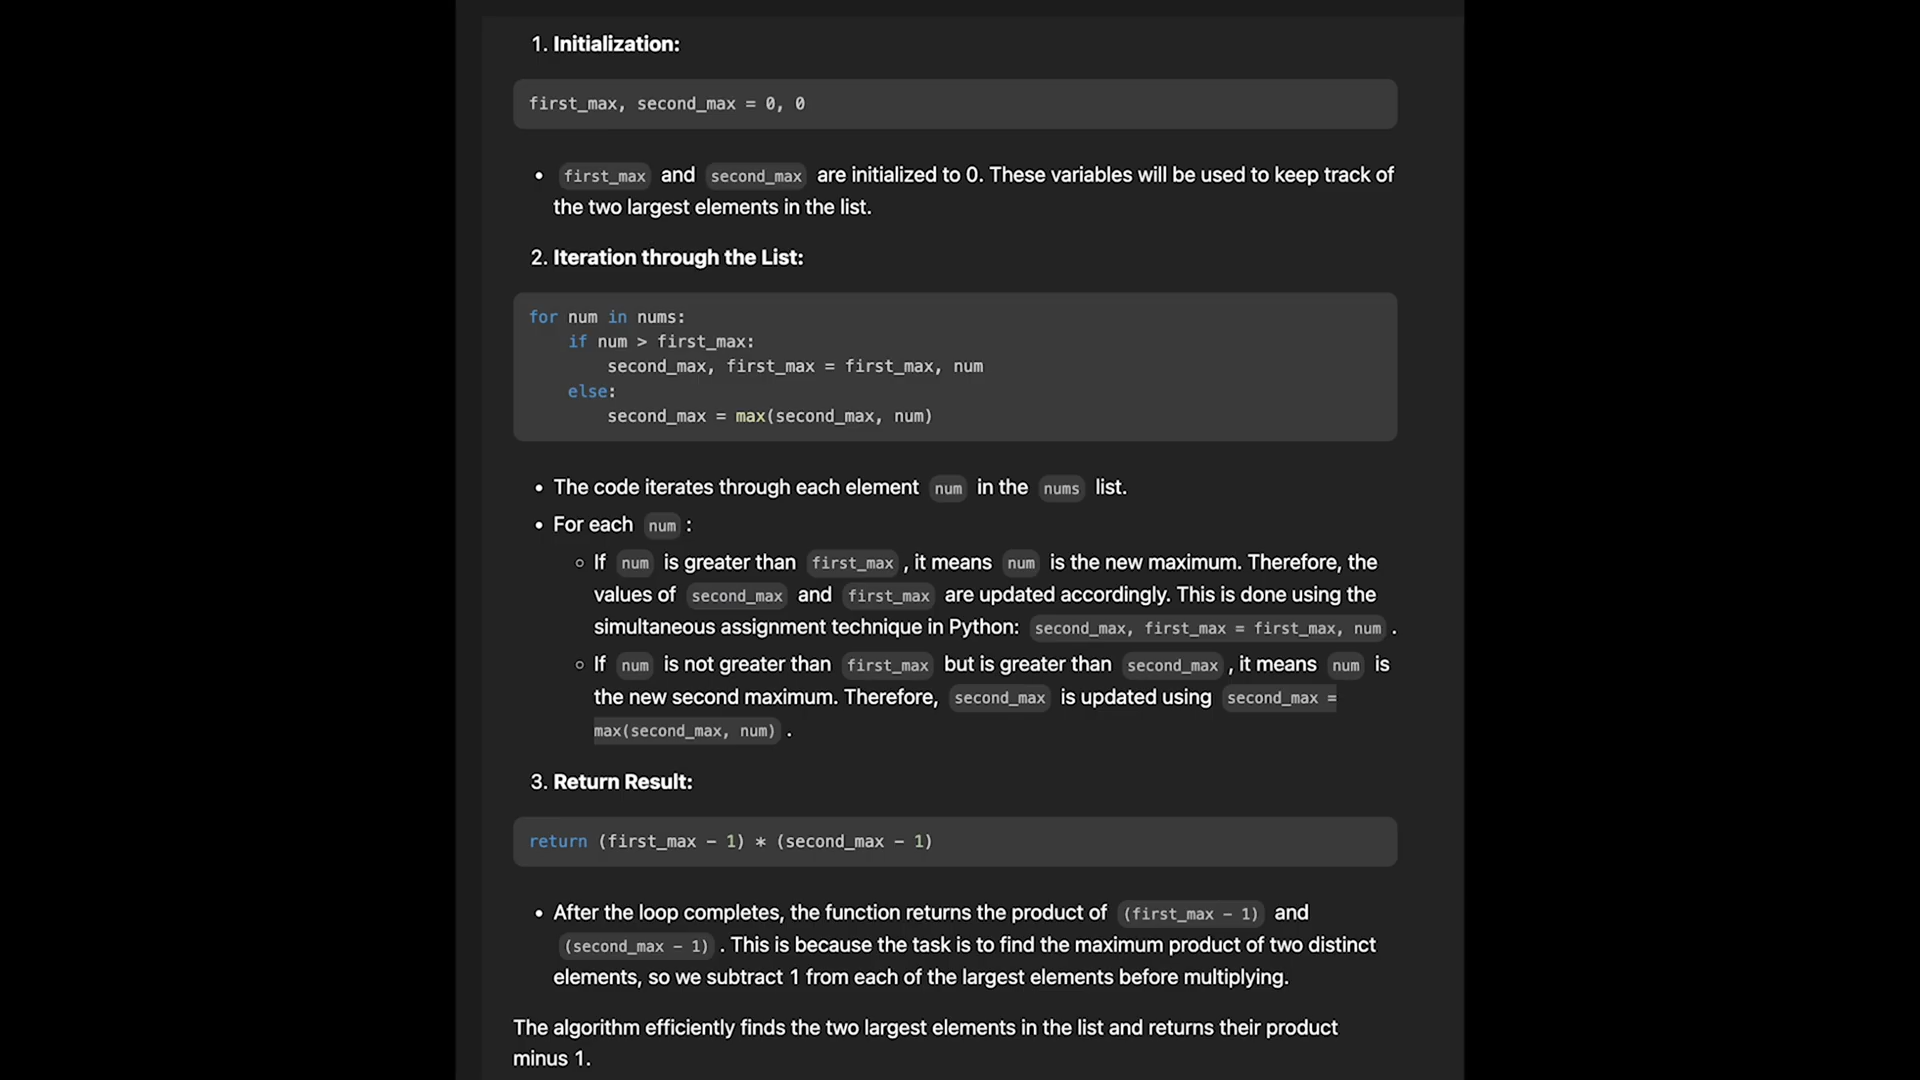 1. Initialization:
first_max, second_max = 0, 0
• first_max and second_max are initialized to 0. These variables will be used to keep track of
the two largest elements in the list.
2. Iteration through the List:
for num in nums:
    if num > first_max:
        second_max, first_max = first_max, num
    else:
        second_max = max(second_max, num)
• The code iterates through each element num in the nums list.
• For each num :
◦ If num is greater than first_max , it means num is the new maximum. Therefore, the
values of second_max and first_max are updated accordingly. This is done using the
simultaneous assignment technique in Python: second_max, first_max = first_max, num .
◦ If num is not greater than first_max but is greater than second_max , it means num is
the new second maximum. Therefore, second_max is updated using second_max =
max(second_max, num) .
3. Return Result:
return (first_max - 1) * (second_max - 1)
• After the loop completes, the function returns the product of (first_max - 1) and
(second_max - 1) . This is because the task is to find the maximum product of two distinct
elements, so we subtract 1 from each of the largest elements before multiplying.
The algorithm efficiently finds the two largest elements in the list and returns their product
minus 1.